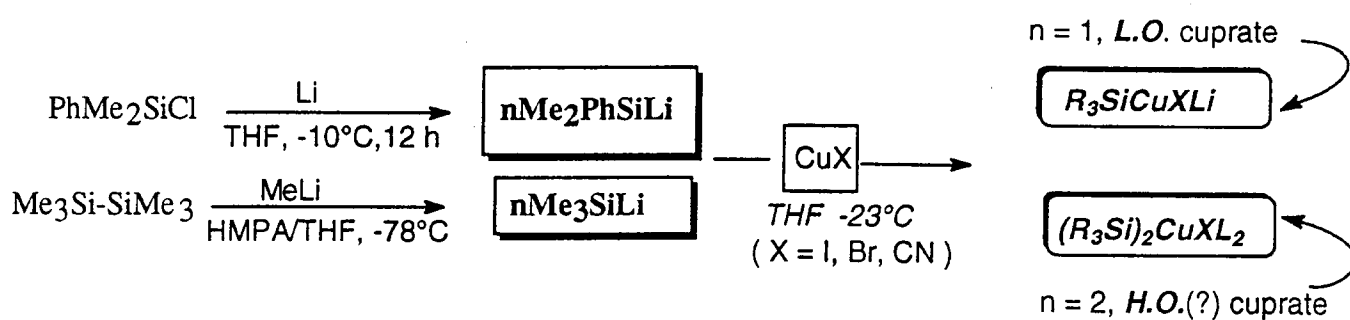 n = 1, L.O. cuprate
PhMe2SiCl
Li
THF, -10°C,12 h
nMe2PhSiLi
R3SiCuXLi
CuX
Me3Si-SiMe3
MeLi
HMPA/THF, -78°C
nMe3SiLi
THF -23°C
( X = I, Br, CN )
(R3Si)2CuXL2
n = 2, H.O.(?) cuprate